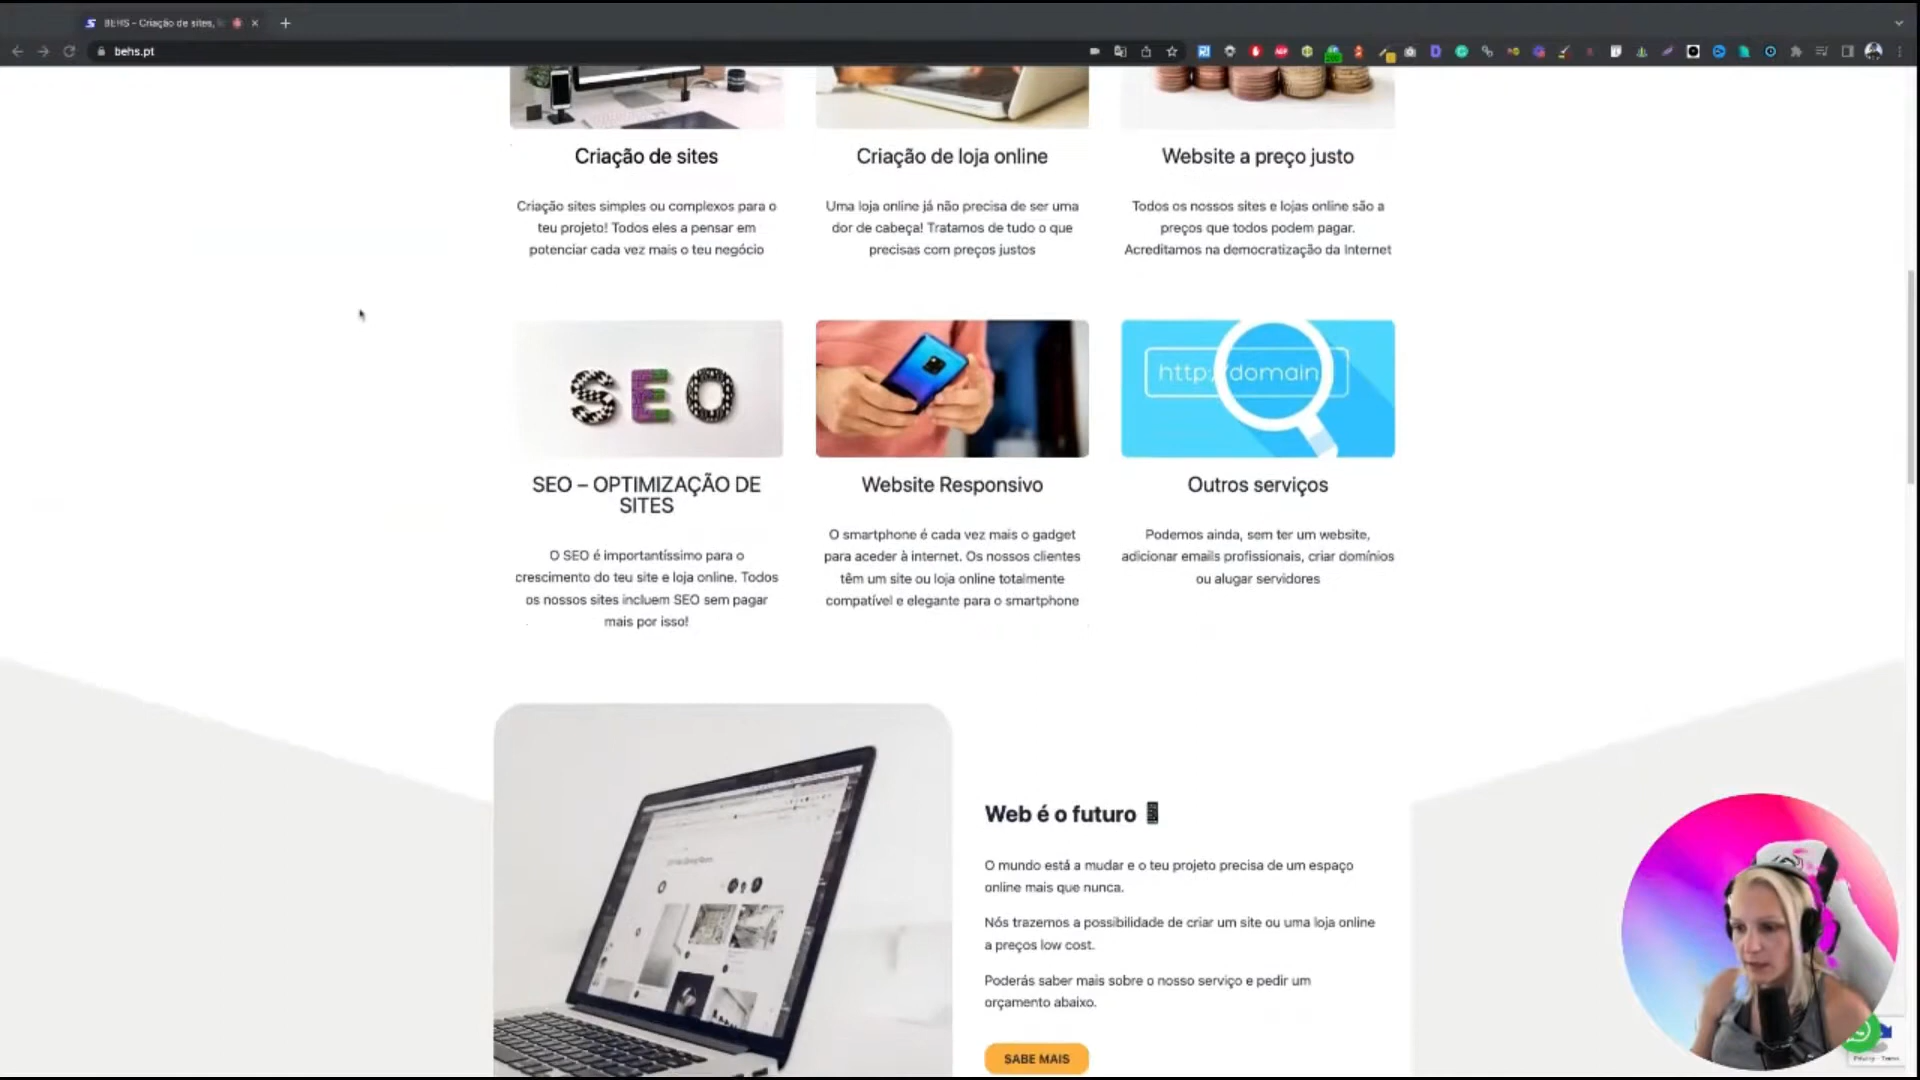 BEHS – Criação de sites,
behs.pt
Criação de sites
Criação sites simples ou complexos para o
teu projeto! Todos eles a pensar em
potenciar cada vez mais o teu negócio
Criação de loja online
Uma loja online já não precisa de ser uma
dor de cabeça! Tratamos de tudo o que
precisas com preços justos
Website a preço justo
Todos os nossos sites e lojas online são a
preços que todos podem pagar.
Acreditamos na democratização da Internet
SEO
http://domain
SEO – OPTIMIZAÇÃO DE
SITES
O SEO é importantíssimo para o
crescimento do teu site e loja online. Todos
os nossos sites incluem SEO sem pagar
mais por isso!
Website Responsivo
O smartphone é cada vez mais o gadget
para aceder à internet. Os nossos clientes
têm um site ou loja online totalmente
compatível e elegante para o smartphone
Outros serviços
Podemos ainda, sem ter um website,
adicionar emails profissionais, criar domínios
ou alugar servidores
Web é o futuro
O mundo está a mudar e o teu projeto precisa de um espaço
online mais que nunca.
Nós trazemos a possibilidade de criar um site ou uma loja online
a preços low cost.
Poderás saber mais sobre o nosso serviço e pedir um
orçamento abaixo.
SABE MAIS
Privacy - Terms